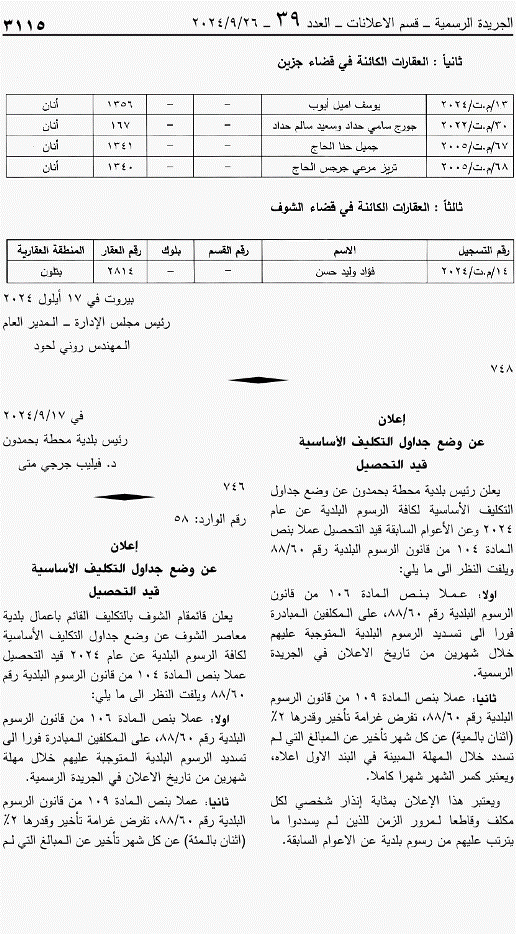 الجريدة الرسمية ــ قسم الاعلانات ــ العدد ٣٩ ــ ٢٠٢٤/٩/٢٦
٣١١٥
ثانياً : العقارات الكائنة في قضاء جزين
١٣/م.ت/٢٠٢٤ يوسف اميل أيوب – – ١٣٥٦ أنان
٣٠/م.ت/٢٠٢٢ جورج سامي حداد وسعيد سالم حداد – – ١٦٧ أنان
٦٧/م.ت/٢٠٠٥ جميل حنا الحاج – – ١٣٤١ أنان
٦٨/م.ت/٢٠٠٥ تريز مرعي جرجس الحاج – – ١٣٤٠ أنان
ثالثاً : العقارات الكائنة في قضاء الشوف
رقم التسجيل الاسم رقم القسم بلوك رقم العقار المنطقة العقارية
١٤/م.ت/٢٠٢٤ فؤاد وليد حسن – – ٢٨١٤ بتلون
بيروت في ١٧ أيلول ٢٠٢٤
رئيس مجلس الإدارة ــ المدير العام
المهندس روني لحود
٧٤٨
إعلان
عن وضع جداول التكليف الأساسية
قيد التحصيل
يعلن رئيس بلدية محطة بحمدون عن وضع جداول
التكليف الأساسية لكافة الرسوم البلدية عن عام
٢٠٢٤ وعن الأعوام السابقة قيد التحصيل عملا بنص
المادة ١٠٤ من قانون الرسوم البلدية رقم ٨٨/٦٠
ويلفت النظر الى ما يلي:
اولا: عملا بنص المادة ١٠٦ من قانون
الرسوم البلدية رقم ٨٨/٦٠، على المكلفين المبادرة
فورا الى تسديد الرسوم البلدية المتوجبة عليهم
خلال شهرين من تاريخ الاعلان في الجريدة
الرسمية.
ثانيا: عملا بنص المادة ١٠٩ من قانون الرسوم
البلدية رقم ٨٨/٦٠، تفرض غرامة تأخير وقدرها ٢٪
(اثنان بالمية) عن كل شهر تأخير عن المبالغ التي لم
تسدد خلال المهلة المبينة في البند الاول اعلاه،
ويعتبر كسر الشهر شهرا كاملا.
ويعتبر هذا الإعلان بمثابة إنذار شخصي لكل
مكلف وقاطعا لمرور الزمن للذين لم يسددوا ما
يترتب عليهم من رسوم بلدية عن الاعوام السابقة.
في ٢٠٢٤/٩/١٧
رئيس بلدية محطة بحمدون
د. فيليب جرجي متى
٧٤٦
رقم الوارد: ٥٨
إعلان
عن وضع جداول التكليف الأساسية
قيد التحصيل
يعلن قائمقام الشوف بالتكليف القائم باعمال بلدية
معاصر الشوف عن وضع جداول التكليف الأساسية
لكافة الرسوم البلدية عن عام ٢٠٢٤ قيد التحصيل
عملا بنص المادة ١٠٤ من قانون الرسوم البلدية رقم
٨٨/٦٠ ويلفت النظر الى ما يلي:
اولا: عملا بنص المادة ١٠٦ من قانون الرسوم
البلدية رقم ٨٨/٦٠، على المكلفين المبادرة فورا الى
تسديد الرسوم البلدية المتوجبة عليهم خلال مهلة
شهرين من تاريخ الاعلان في الجريدة الرسمية.
ثانيا: عملا بنص المادة ١٠٩ من قانون الرسوم
البلدية رقم ٨٨/٦٠، تفرض غرامة تأخير وقدرها ٢٪
(اثنان بالمئة) عن كل شهر تأخير عن المبالغ التي لم